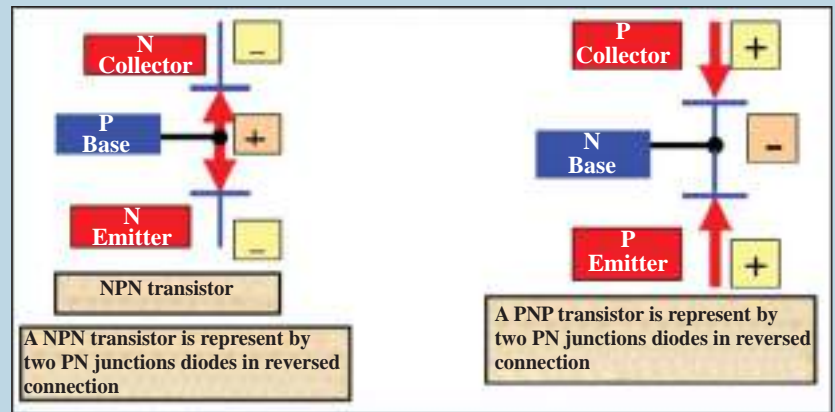 N
Collector
–
P
Base
+
N
Emitter
–
NPN transistor
A NPN transistor is represent by
two PN junctions diodes in reversed
connection
P
Collector
+
N
Base
-
P
Emitter
+
A PNP transistor is represent by
two PN junctions diodes in reversed
connection